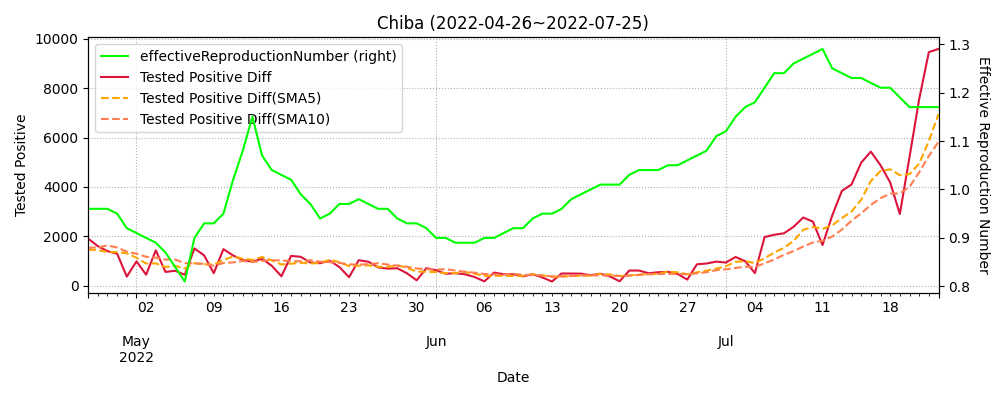 Chiba (2022-04-26~2022-07-25)
effectiveReproductionNumber (right)
Tested Positive Diff
Tested Positive Diff(SMA5)
Tested Positive Diff(SMA10)
Tested Positive
10000
8000
6000
4000
2000
0
1.3
1.2
1.1
1.0
0.9
0.8
Effective Reproduction Number
02 09 16 23 30 06 13 20 27 04 11 18
May Jun Jul
2022
Date